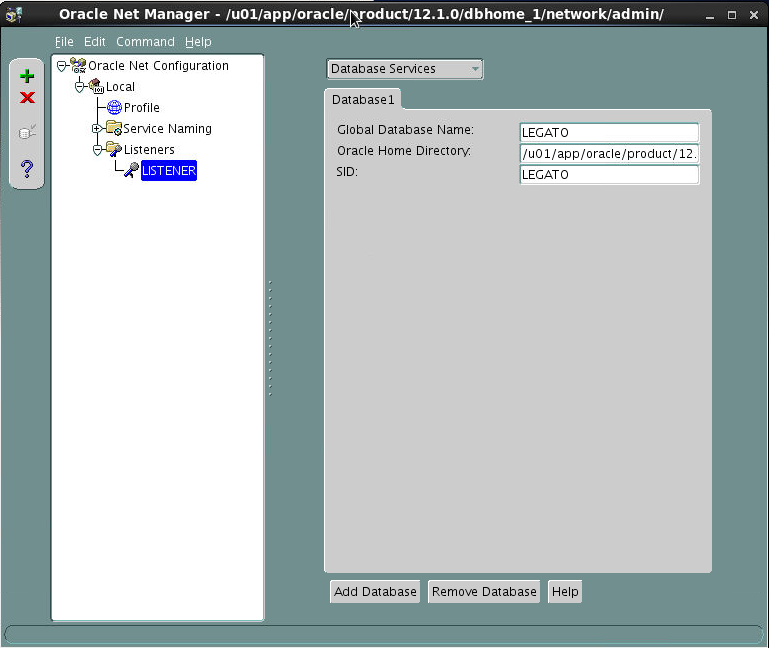 Oracle Net Manager - /u01/app/oracle/product/12.1.0/dbhome_1/network/admin/
File Edit Command Help
Oracle Net Configuration
Local
Profile
Service Naming
Listeners
LISTENER
Database Services
Database1
Global Database Name: LEGATO
Oracle Home Directory: /u01/app/oracle/product/12.
SID: LEGATO
Add Database Remove Database Help